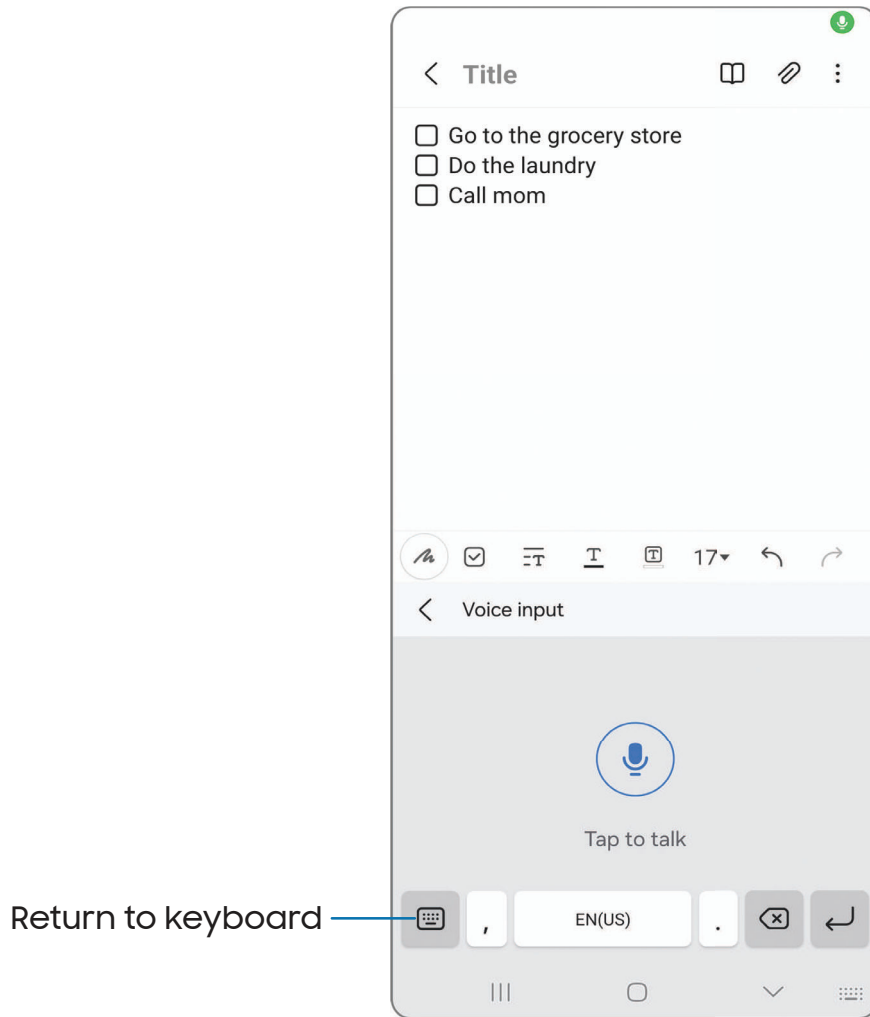 Title
Go to the grocery store
Do the laundry
Call mom
17
Voice input
Tap to talk
Return to keyboard
, EN(US) .